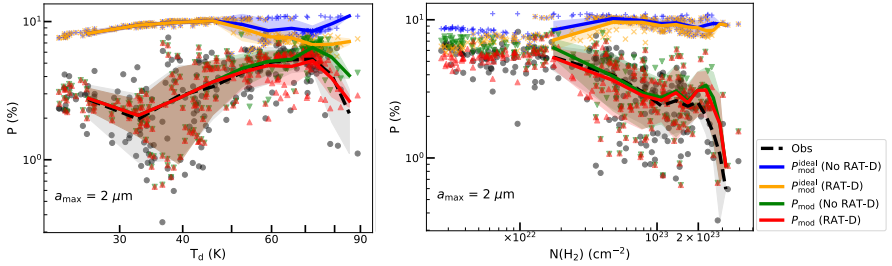 10¹
P (%)
10⁰
a_max = 2 μm
30
40
60
90
T_d (K)
10¹
P (%)
10⁰
a_max = 2 μm
×10²²
10²³
2 × 10²³
N(H₂) (cm⁻²)
Obs
P_mod^ideal (No RAT-D)
P_mod^ideal (RAT-D)
P_mod (No RAT-D)
P_mod (RAT-D)